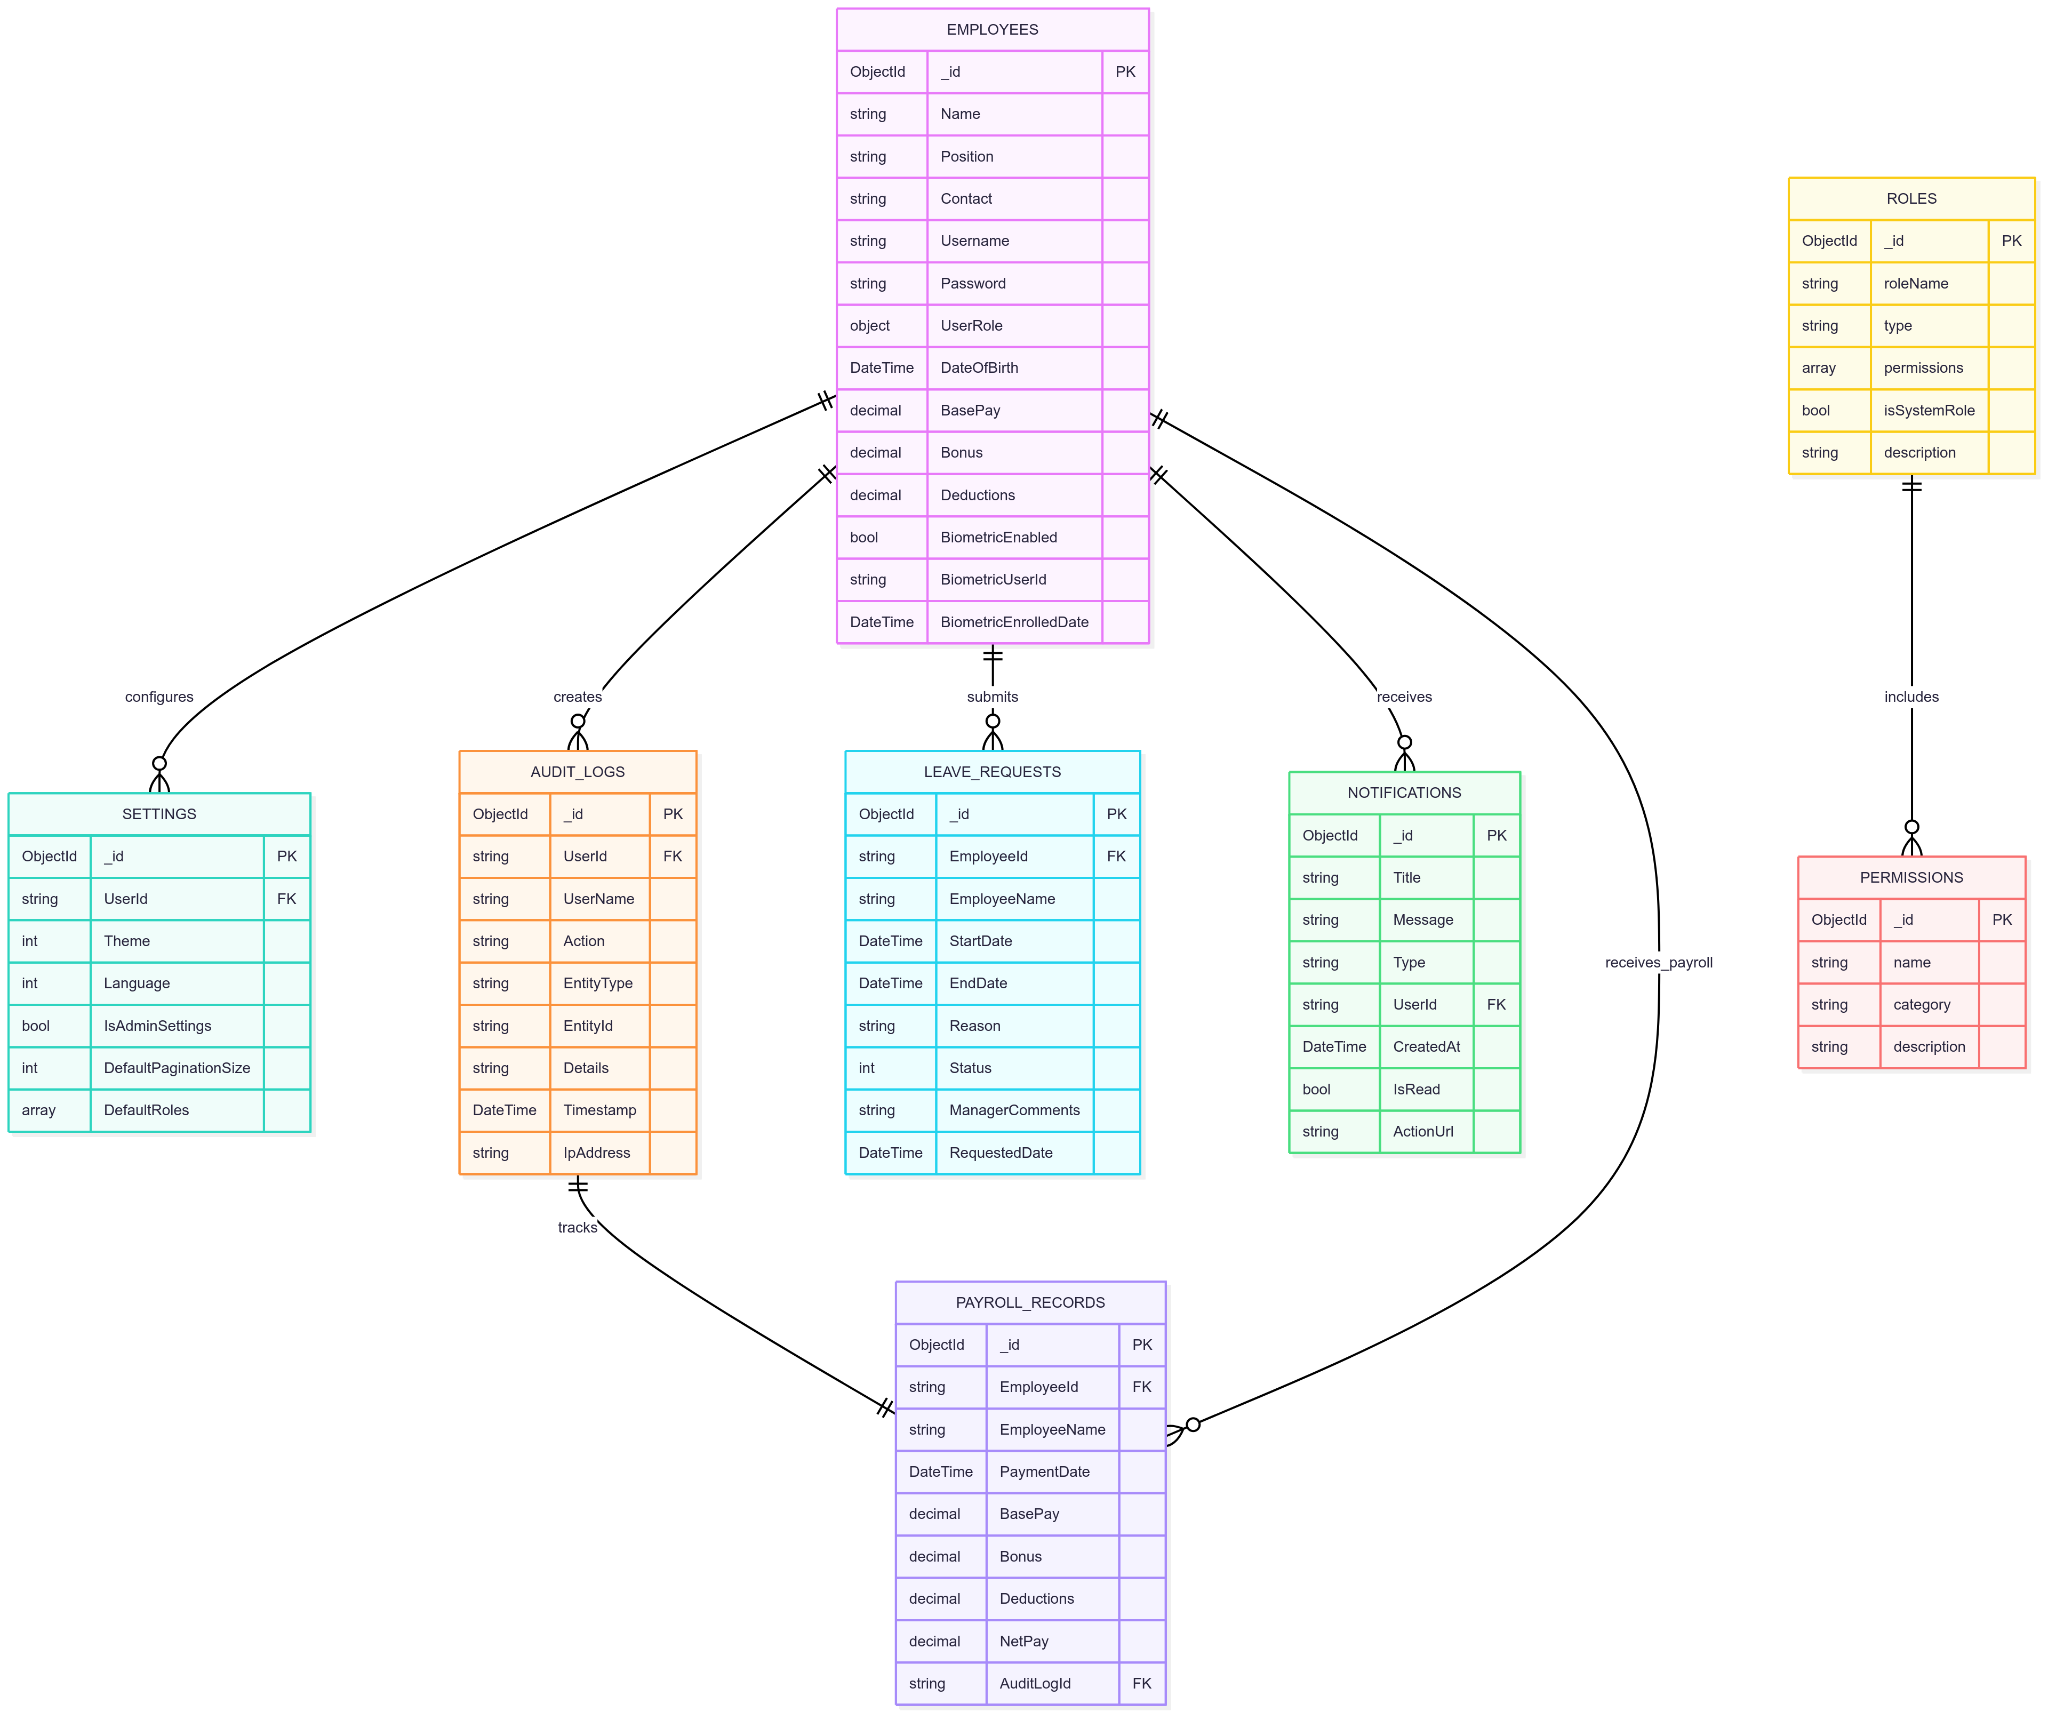 EMPLOYEES
ObjectId _id PK
string Name
string Position
string Contact
string Username
string Password
object UserRole
DateTime DateOfBirth
decimal BasePay
decimal Bonus
decimal Deductions
bool BiometricEnabled
string BiometricUserId
DateTime BiometricEnrolledDate
ROLES
ObjectId _id PK
string roleName
string type
array permissions
bool isSystemRole
string description
configures
creates
submits
receives
includes
receives_payroll
SETTINGS
ObjectId _id PK
string UserId FK
int Theme
int Language
bool IsAdminSettings
int DefaultPaginationSize
array DefaultRoles
AUDIT_LOGS
ObjectId _id PK
string UserId FK
string UserName
string Action
string EntityType
string EntityId
string Details
DateTime Timestamp
string IpAddress
LEAVE_REQUESTS
ObjectId _id PK
string EmployeeId FK
string EmployeeName
DateTime StartDate
DateTime EndDate
string Reason
int Status
string ManagerComments
DateTime RequestedDate
NOTIFICATIONS
ObjectId _id PK
string Title
string Message
string Type
string UserId FK
DateTime CreatedAt
bool IsRead
string ActionUrl
PERMISSIONS
ObjectId _id PK
string name
string category
string description
tracks
PAYROLL_RECORDS
ObjectId _id PK
string EmployeeId FK
string EmployeeName
DateTime PaymentDate
decimal BasePay
decimal Bonus
decimal Deductions
decimal NetPay
string AuditLogId FK